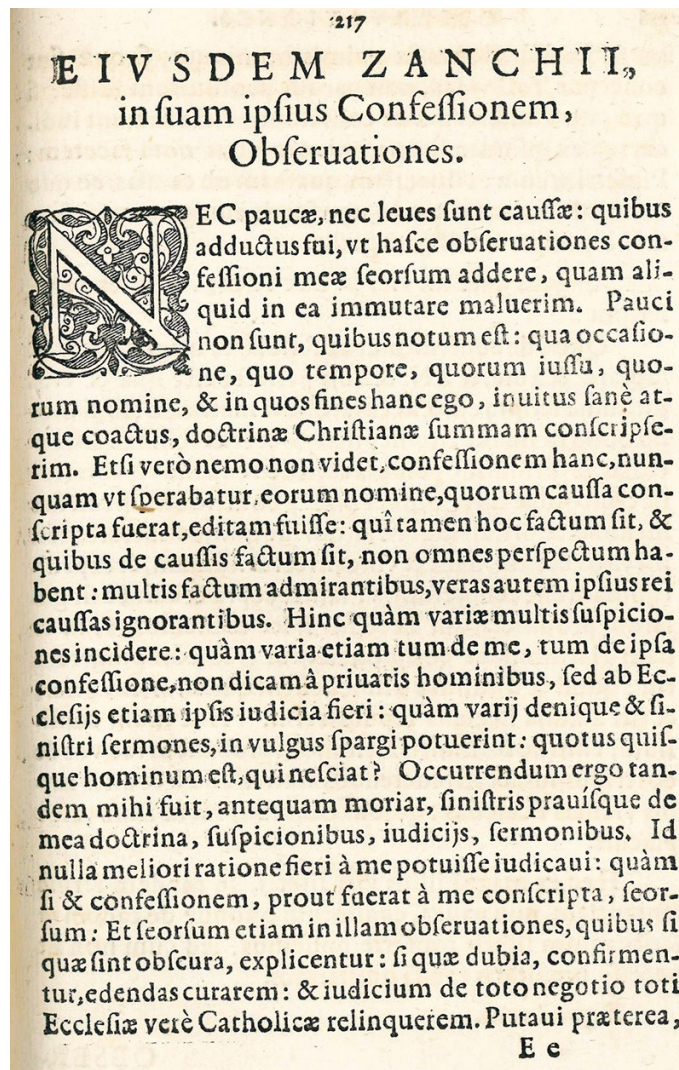 217
EIVSDEM ZANCHII,
in ſuam ipſius Confeſſionem,
Obſeruationes.
NEC paucæ, nec leues ſunt cauſſæ: quibus
adductus fui, vt haſce obſeruationes con-
feſſioni meæ ſeorſum addere, quam ali-
quid in ea immutare maluerim. Pauci
non ſunt, quibus notum eſt: qua occaſio-
ne, quo tempore, quorum iuſſu, quo-
rum nomine, & in quos fines hanc ego, inuitus ſanè at-
que coactus, doctrinæ Chriſtianæ ſummam conſcripſe-
rim. Etſi verò nemo non videt, confeſſionem hanc, nun-
quam vt ſperabatur, eorum nomine, quorum cauſſa con-
ſcripta fuerat, editam fuiſſe: quî tamen hoc factum ſit, &
quibus de cauſſis factum ſit, non omnes perſpectum ha-
bent: multis factum admirantibus, veras autem ipſius rei
cauſſas ignorantibus. Hinc quàm variæ multis ſuſpicio-
nes incidere: quàm varia etiam tum de me, tum de ipſa
confeſſione, non dicam à priuatis hominibus, ſed ab Ec-
cleſijs etiam ipſis iudicia fieri: quàm varij denique & ſi-
niſtri ſermones, in vulgus ſpargi potuerint: quotus quiſ-
que hominum eſt, qui neſciat? Occurrendum ergo tan-
dem mihi fuit, antequam moriar, ſiniſtris prauíſque de
mea doctrina, ſuſpicionibus, iudicijs, ſermonibus. Id
nulla meliori ratione fieri à me potuiſſe iudicaui: quàm
ſi & confeſſionem, prout fuerat à me conſcripta, ſeor-
ſum: Et ſeorſum etiam in illam obſeruationes, quibus ſi
quæ ſint obſcura, explicentur: ſi quæ dubia, confirmen-
tur, edendas curarem: & iudicium de toto negotio toti
Eccleſiæ verè Catholicæ relinquerem. Putaui præterea,
E e